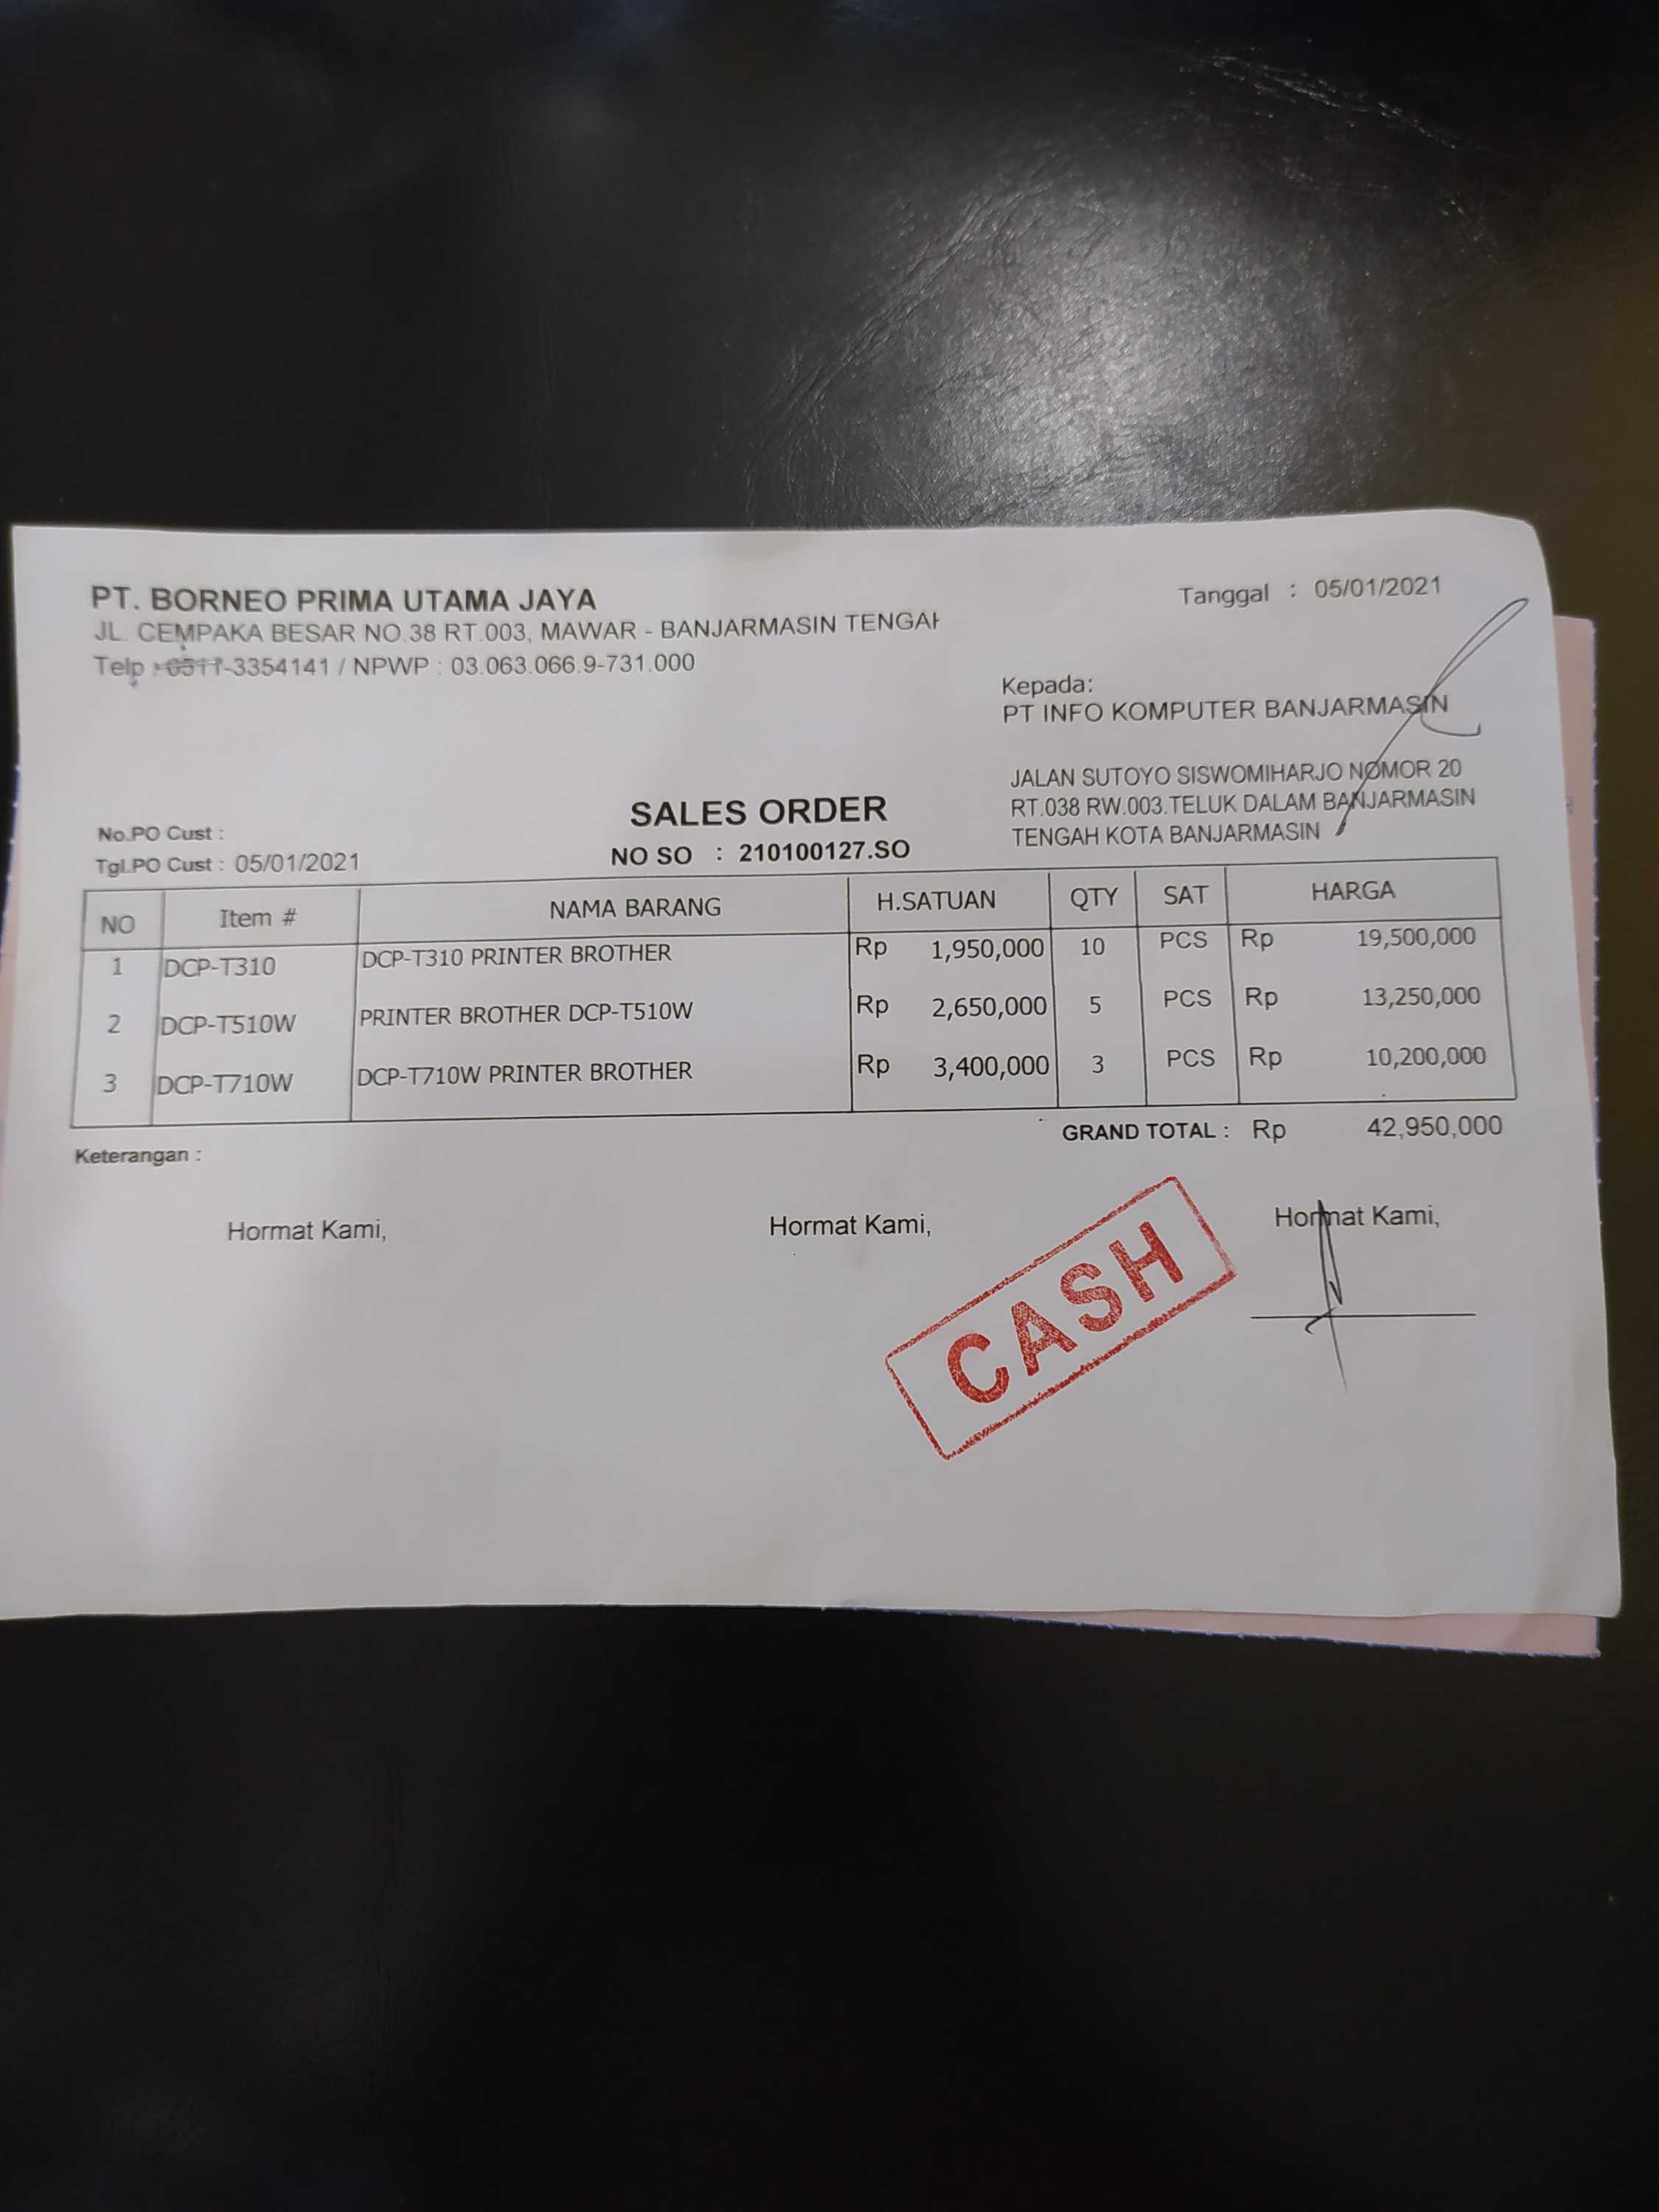 PT. BORNEO PRIMA UTAMA JAYA
JL. CEMPAKA BESAR NO.38 RT.003, MAWAR - BANJARMASIN TENGAH
Telp : 0511-3354141 / NPWP : 03.063.066.9-731.000
Tanggal : 05/01/2021
Kepada:
PT INFO KOMPUTER BANJARMASIN
JALAN SUTOYO SISWOMIHARJO NOMOR 20
RT.038 RW.003.TELUK DALAM BANJARMASIN
TENGAH KOTA BANJARMASIN
SALES ORDER
NO SO : 210100127.SO
No.PO Cust :
Tgl.PO Cust : 05/01/2021
NO Item # NAMA BARANG H.SATUAN QTY SAT HARGA
1 DCP-T310 DCP-T310 PRINTER BROTHER Rp 1,950,000 10 PCS Rp 19,500,000
2 DCP-T510W PRINTER BROTHER DCP-T510W Rp 2,650,000 5 PCS Rp 13,250,000
3 DCP-T710W DCP-T710W PRINTER BROTHER Rp 3,400,000 3 PCS Rp 10,200,000
GRAND TOTAL : Rp 42,950,000
Keterangan :
Hormat Kami, Hormat Kami, Hormat Kami,
CASH